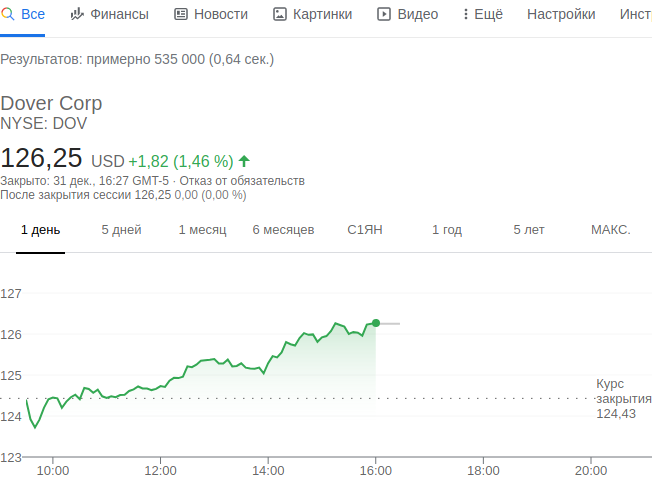 Все Финансы Новости Картинки Видео Ещё Настройки Инст
Результатов: примерно 535 000 (0,64 сек.)
Dover Corp
NYSE: DOV
126,25 USD +1,82 (1,46 %)
Закрыто: 31 дек., 16:27 GMT-5 · Отказ от обязательств
После закрытия сессии 126,25 0,00 (0,00 %)
1 день 5 дней 1 месяц 6 месяцев С1ЯН 1 год 5 лет МАКС.
127
126
125
Курс
закрытия
124,43
124
123
10:00 12:00 14:00 16:00 18:00 20:00